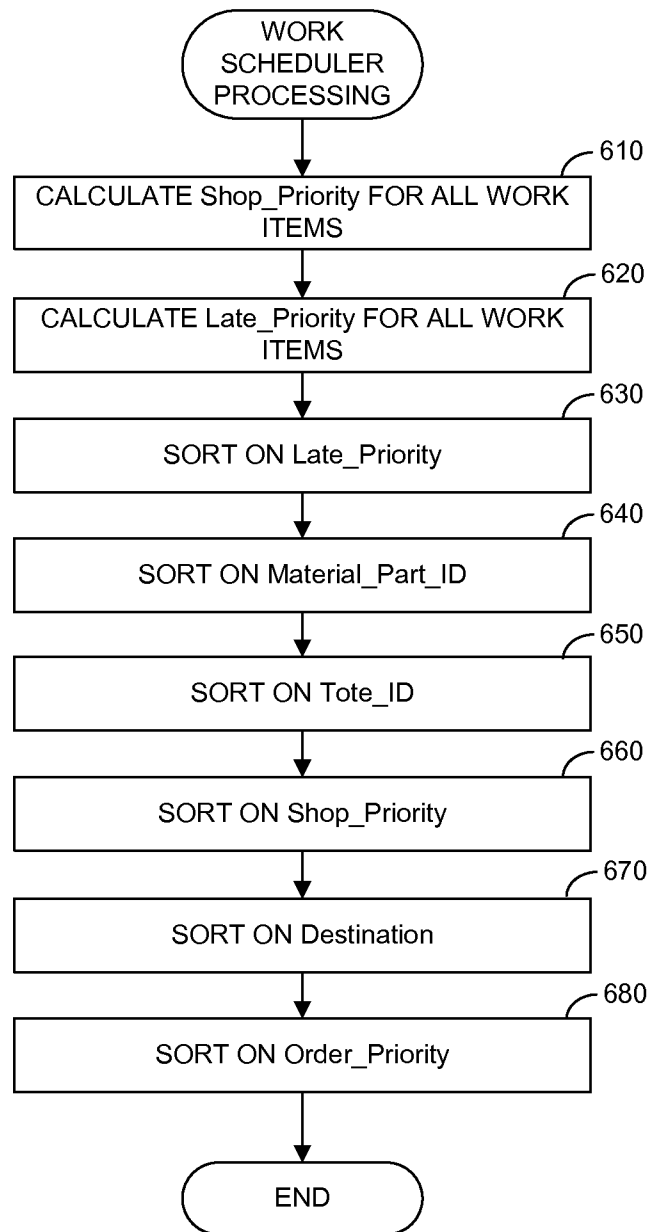 WORK
SCHEDULER
PROCESSING
610
CALCULATE Shop_Priority FOR ALL WORK
ITEMS
620
CALCULATE Late_Priority FOR ALL WORK
ITEMS
630
SORT ON Late_Priority
640
SORT ON Material_Part_ID
650
SORT ON Tote_ID
660
SORT ON Shop_Priority
670
SORT ON Destination
680
SORT ON Order_Priority
END